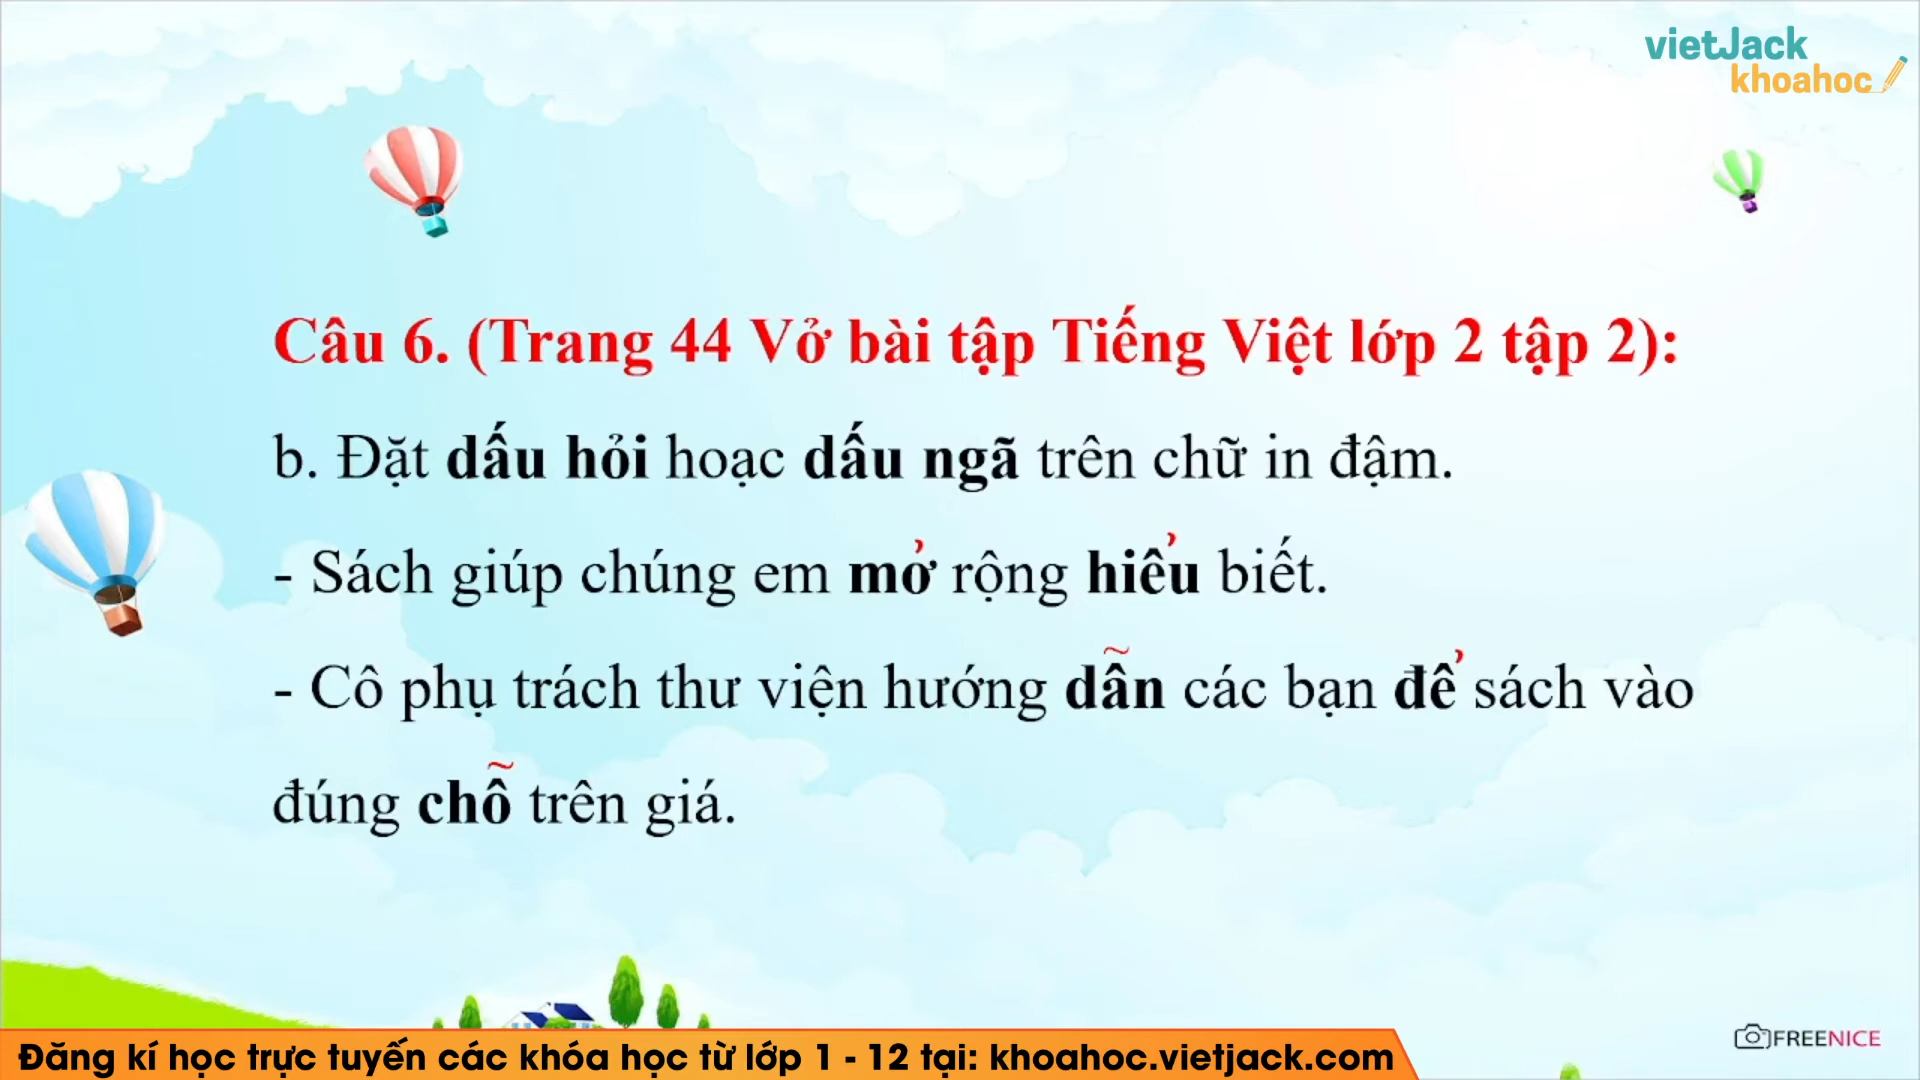 vietJack
khoahoc
Câu 6. (Trang 44 Vở bài tập Tiếng Việt lớp 2 tập 2):
b. Đặt dấu hỏi hoạc dấu ngã trên chữ in đậm.
- Sách giúp chúng em mở rộng hiểu biết.
- Cô phụ trách thư viện hướng dẫn các bạn để sách vào
đúng chỗ trên giá.
FREENICE
Đăng kí học trực tuyến các khóa học từ lớp 1 - 12 tại: khoahoc.vietjack.com